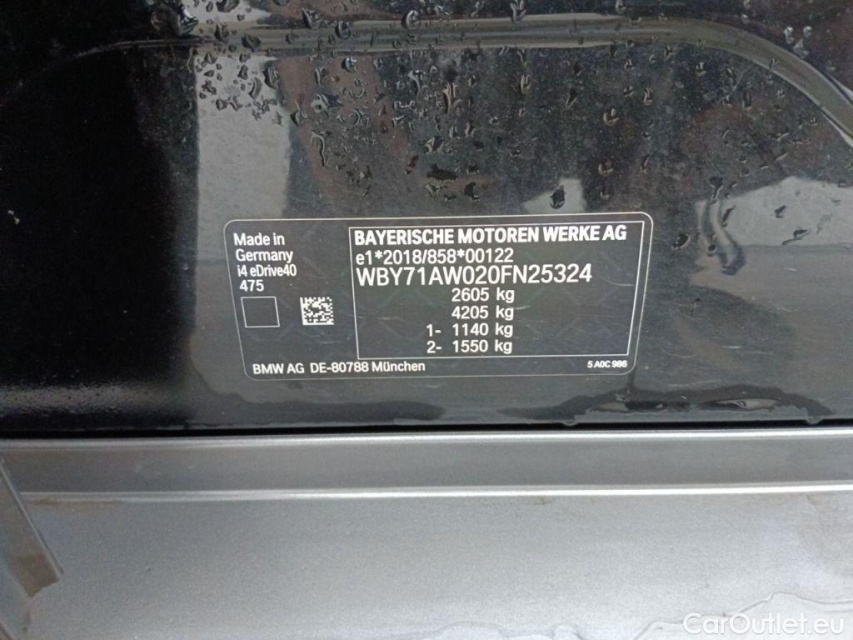 Made in
Germany
i4 eDrive40
475
BAYERISCHE MOTOREN WERKE AG
e1*2018/858*00122
WBY71AW020FN25324
2605 kg
4205 kg
1- 1140 kg
2- 1550 kg
BMW AG DE-80788 München
5 A0C 986
CarOutlet.eu